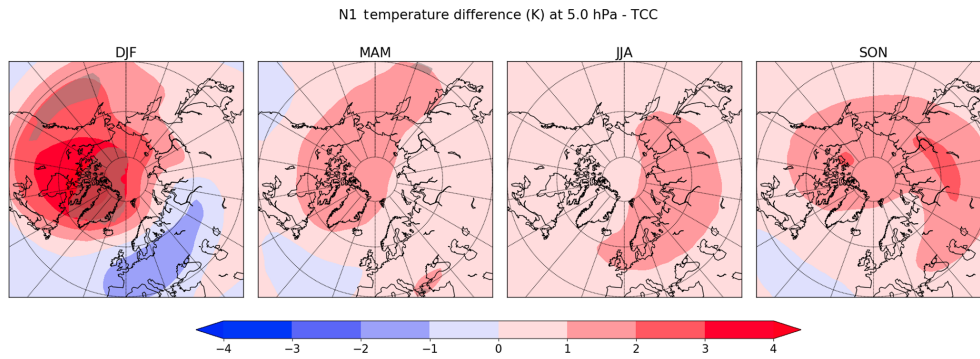 N1 temperature difference (K) at 5.0 hPa - TCC
DJF MAM JJA SON
−4 −3 −2 −1 0 1 2 3 4